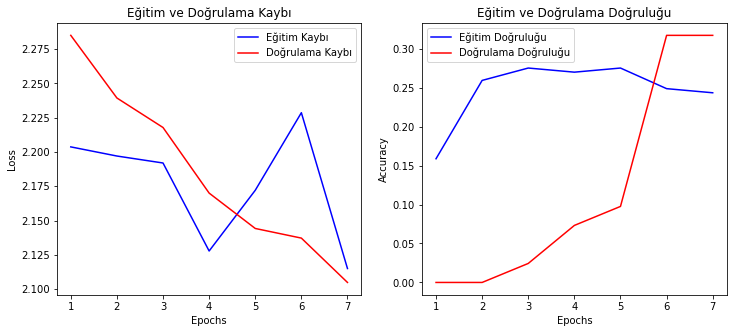 Eğitim ve Doğrulama Kaybı
Eğitim Kaybı
Doğrulama Kaybı
2.275
2.250
2.225
2.200
2.175
2.150
2.125
2.100
Loss
1 2 3 4 5 6 7
Epochs
Eğitim ve Doğrulama Doğruluğu
Eğitim Doğruluğu
Doğrulama Doğruluğu
0.30
0.25
0.20
0.15
0.10
0.05
0.00
Accuracy
1 2 3 4 5 6 7
Epochs